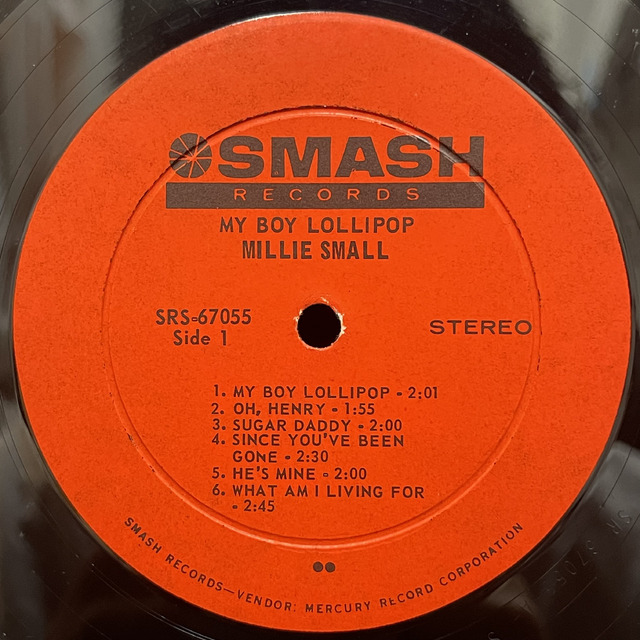 SMASH
RECORDS
MY BOY LOLLIPOP
MILLIE SMALL
SRS-67055
Side 1
STEREO
1. MY BOY LOLLIPOP - 2:01
2. OH, HENRY - 1:55
3. SUGAR DADDY - 2:00
4. SINCE YOU'VE BEEN
GONE - 2:30
5. HE'S MINE - 2:00
6. WHAT AM I LIVING FOR
- 2:45
SMASH RECORDS—VENDOR: MERCURY RECORD CORPORATION